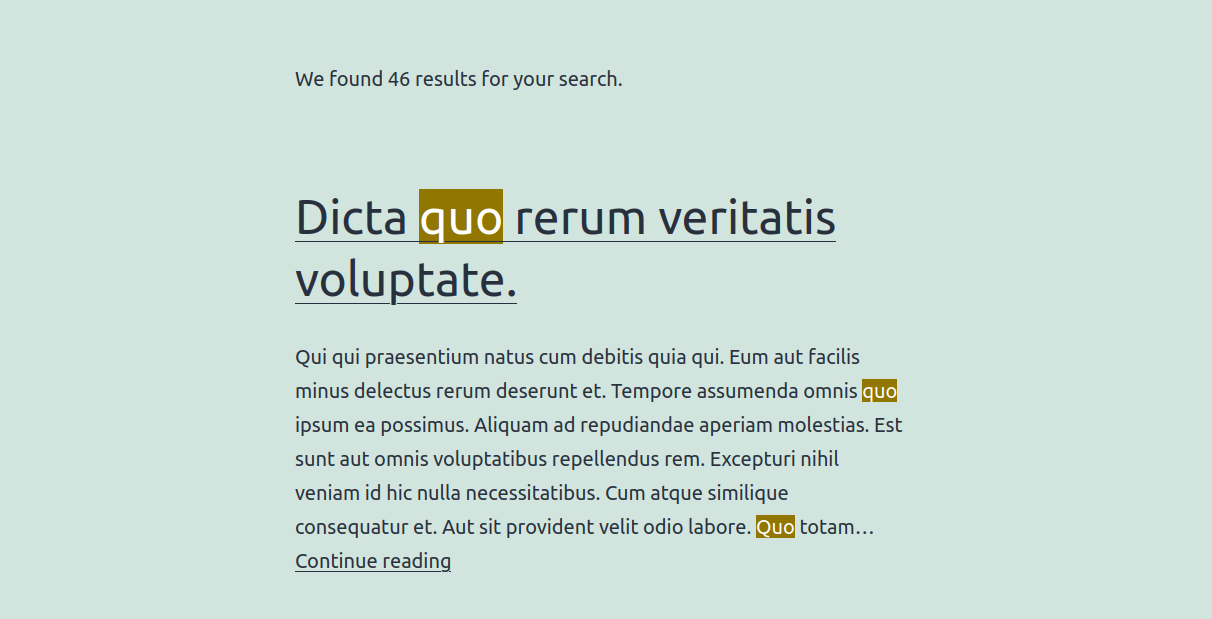 We found 46 results for your search.
Dicta quo rerum veritatis
voluptate.
Qui qui praesentium natus cum debitis quia qui. Eum aut facilis
minus delectus rerum deserunt et. Tempore assumenda omnis quo
ipsum ea possimus. Aliquam ad repudiandae aperiam molestias. Est
sunt aut omnis voluptatibus repellendus rem. Excepturi nihil
veniam id hic nulla necessitatibus. Cum atque similique
consequatur et. Aut sit provident velit odio labore. Quo totam…
Continue reading